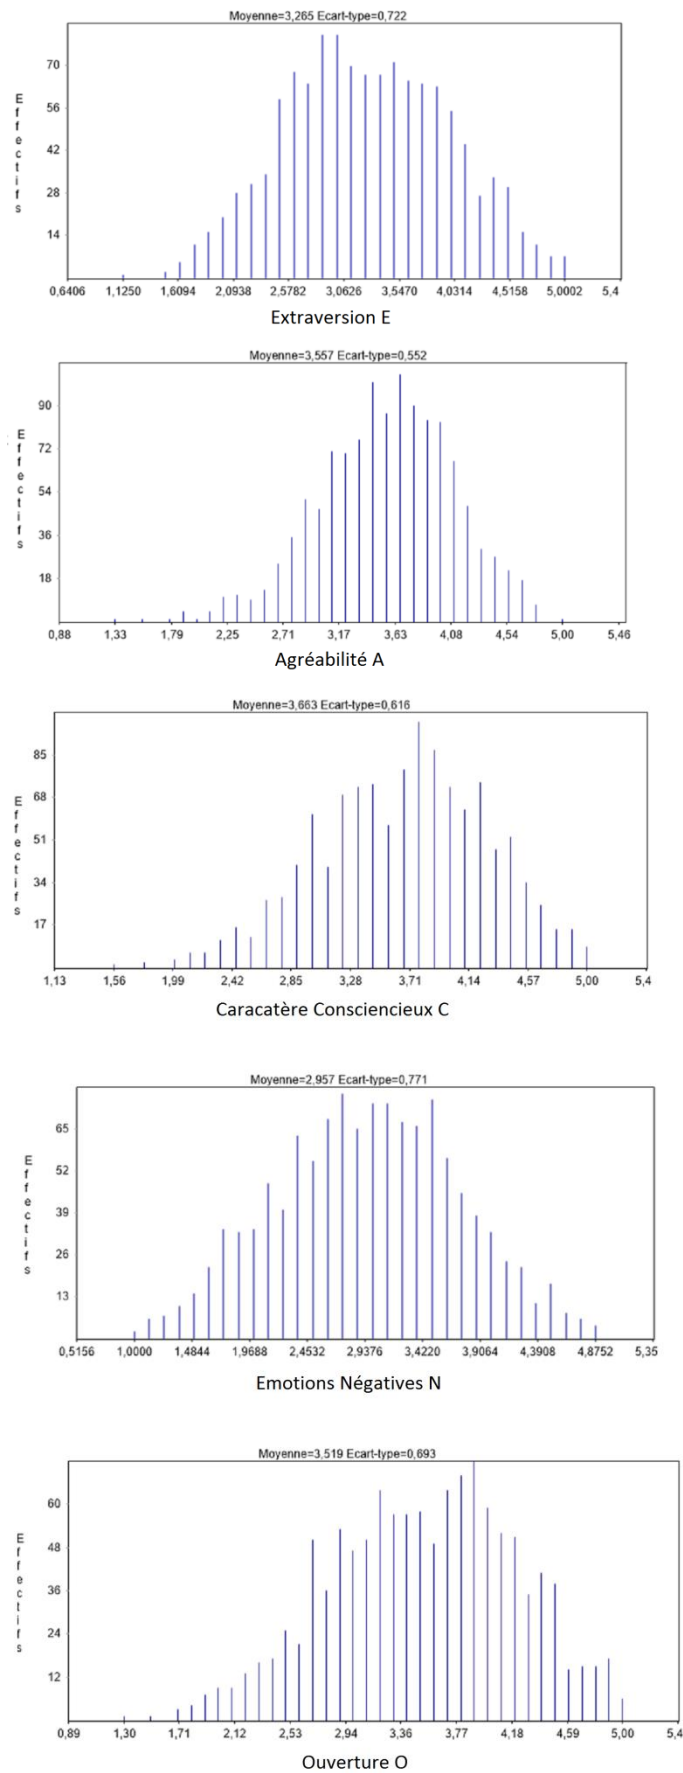 Moyenne=3,265 Ecart-type=0,722
Effectifs
70
56
42
28
14
0,6406 1,1250 1,6094 2,0938 2,5782 3,0626 3,5470 4,0314 4,5158 5,0002 5,4
Extraversion E
Moyenne=3,557 Ecart-type=0,552
Effectifs
90
72
54
36
18
0,88 1,33 1,79 2,25 2,71 3,17 3,63 4,08 4,54 5,00 5,46
Agréabilité A
Moyenne=3,663 Ecart-type=0,616
Effectifs
85
68
51
34
17
1,13 1,56 1,99 2,42 2,85 3,28 3,71 4,14 4,57 5,00 5,4
Caracatère Consciencieux C
Moyenne=2,957 Ecart-type=0,771
Effectifs
65
52
39
26
13
0,5156 1,0000 1,4844 1,9688 2,4532 2,9376 3,4220 3,9064 4,3908 4,8752 5,35
Emotions Négatives N
Moyenne=3,519 Ecart-type=0,693
Effectifs
60
48
36
24
12
0,89 1,30 1,71 2,12 2,53 2,94 3,36 3,77 4,18 4,59 5,00 5,4
Ouverture O